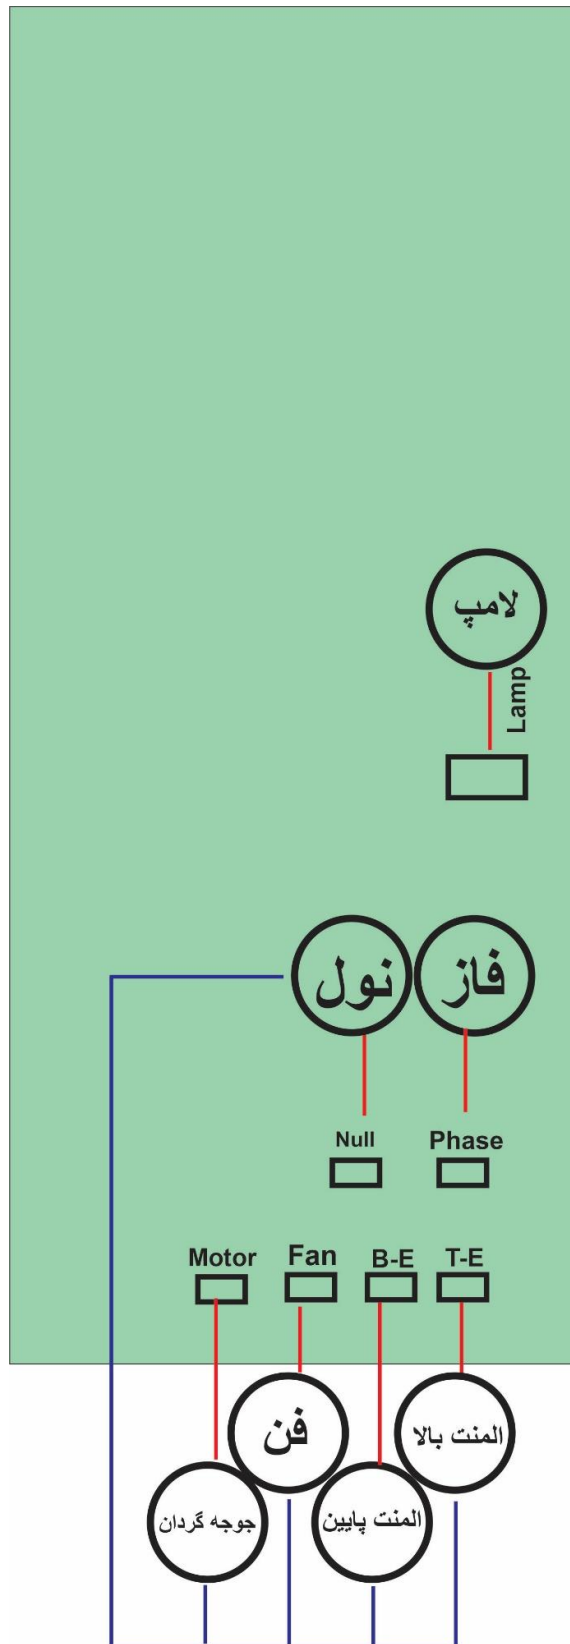 لامپ
Lamp
نول فاز
Null Phase
Motor Fan B-E T-E
فن المنت بالا
جوجه گردان المنت پایین